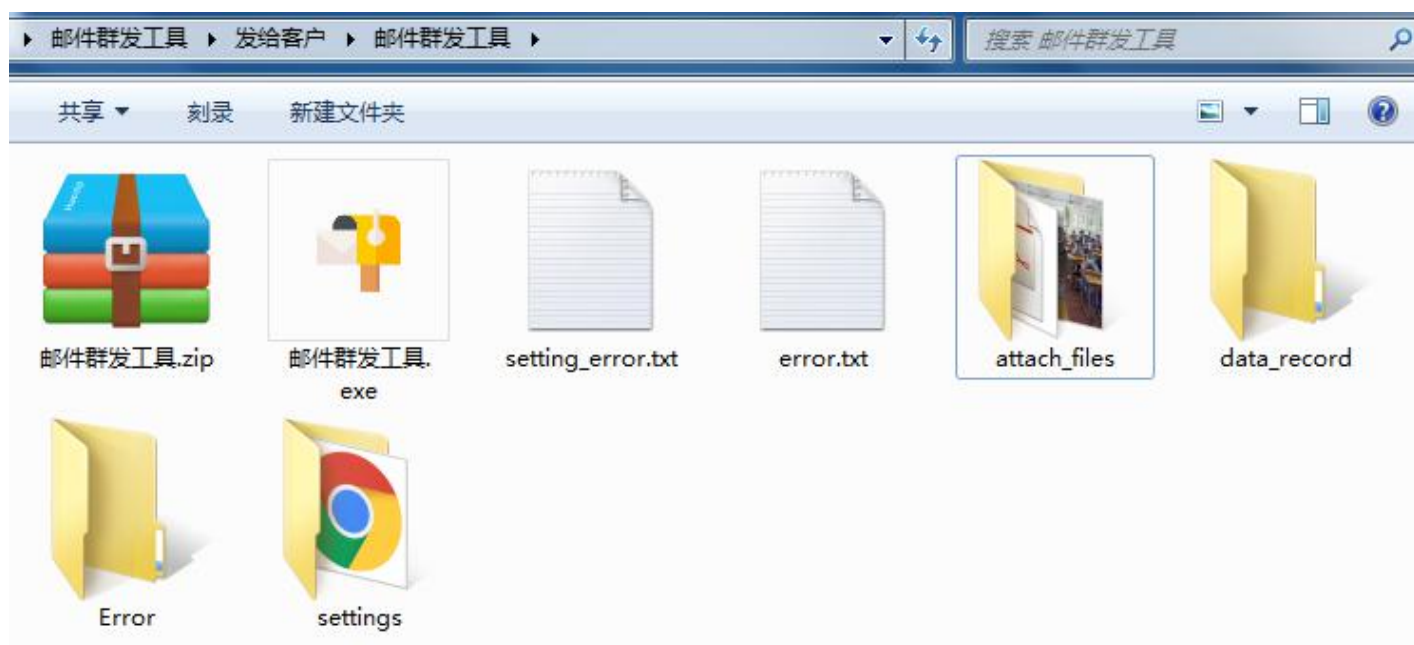 邮件群发工具 ▸ 发给客户 ▸ 邮件群发工具 ▸
搜索 邮件群发工具
共享 刻录 新建文件夹
邮件群发工具.zip
邮件群发工具.
exe
setting_error.txt
error.txt
attach_files
data_record
Error
settings